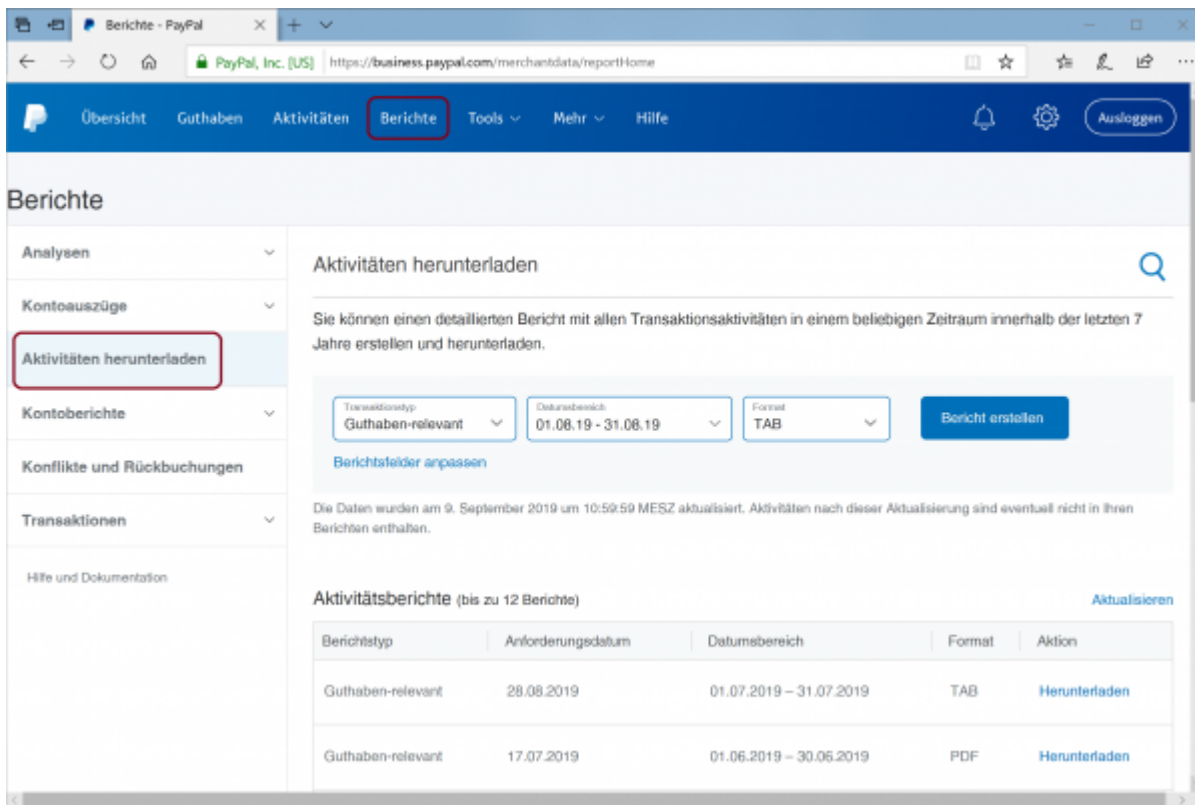 Berichte - PayPal
PayPal, Inc. [US] https://business.paypal.com/merchantdata/reportHome
Übersicht Guthaben Aktivitäten Berichte Tools Mehr Hilfe Ausloggen
Berichte
Analysen
Kontoauszüge
Aktivitäten herunterladen
Kontoberichte
Konflikte und Rückbuchungen
Transaktionen
Hilfe und Dokumentation
Aktivitäten herunterladen
Sie können einen detaillierten Bericht mit allen Transaktionsaktivitäten in einem beliebigen Zeitraum innerhalb der letzten 7
Jahre erstellen und herunterladen.
Transaktionstyp Datumsbereich Format
Guthaben-relevant 01.08.19 - 31.08.19 TAB Bericht erstellen
Berichtsfelder anpassen
Die Daten wurden am 9. September 2019 um 10:59:59 MESZ aktualisiert. Aktivitäten nach dieser Aktualisierung sind eventuell nicht in Ihren
Berichten enthalten.
Aktivitätsberichte (bis zu 12 Berichte) Aktualisieren
Berichtstyp Anforderungsdatum Datumsbereich Format Aktion
Guthaben-relevant 28.08.2019 01.07.2019 – 31.07.2019 TAB Herunterladen
Guthaben-relevant 17.07.2019 01.06.2019 – 30.06.2019 PDF Herunterladen